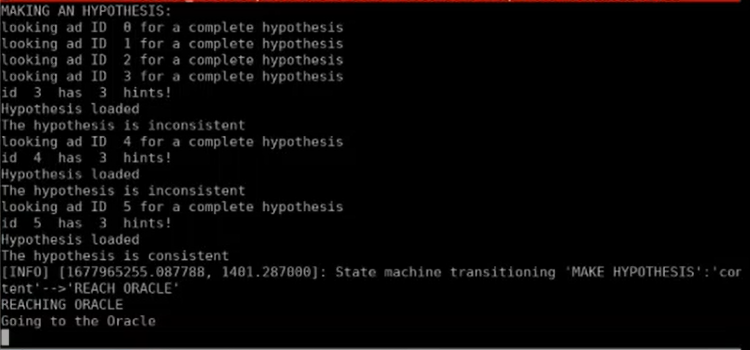 MAKING AN HYPOTHESIS:
looking ad ID  0 for a complete hypothesis
looking ad ID  1 for a complete hypothesis
looking ad ID  2 for a complete hypothesis
looking ad ID  3 for a complete hypothesis
id  3  has  3  hints!
Hypothesis loaded
The hypothesis is inconsistent
looking ad ID  4 for a complete hypothesis
id  4  has  3  hints!
Hypothesis loaded
The hypothesis is inconsistent
looking ad ID  5 for a complete hypothesis
id  5  has  3  hints!
Hypothesis loaded
The hypothesis is consistent
[INFO] [1677965255.087788, 1401.287000]: State machine transitioning 'MAKE HYPOTHESIS':'con
tent'-->'REACH ORACLE'
REACHING ORACLE
Going to the Oracle